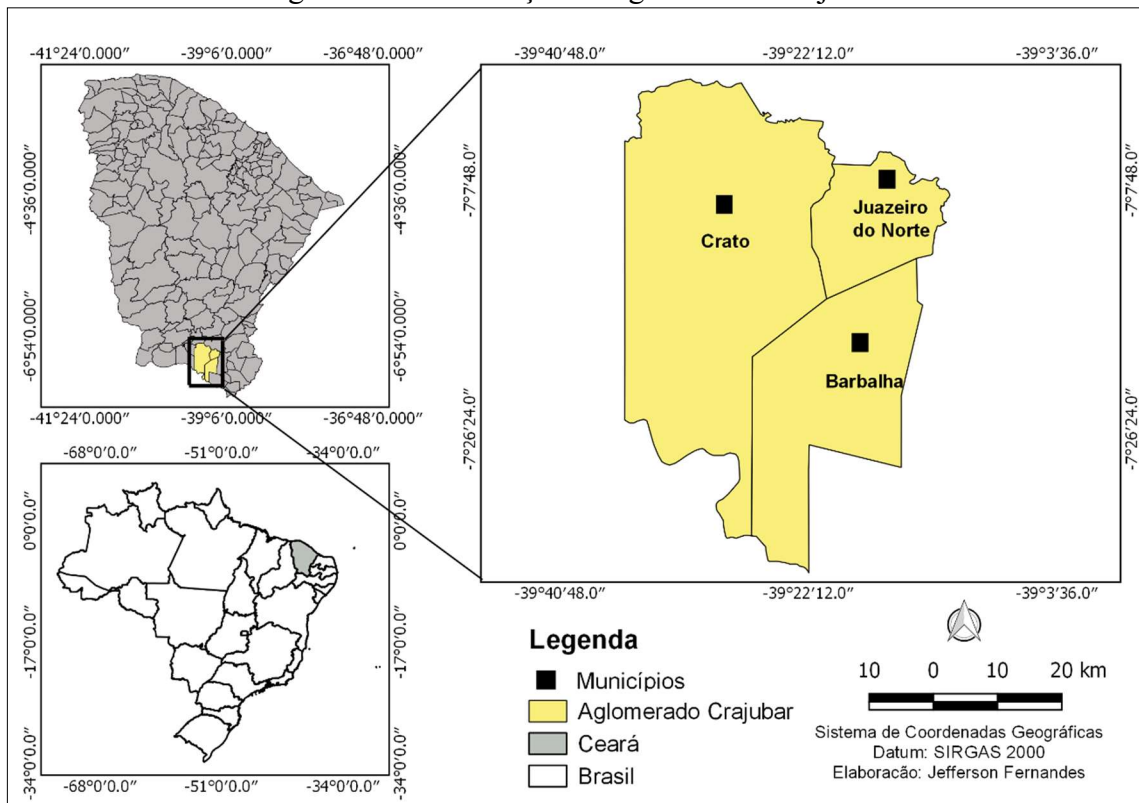 -41°24′0.000″ -39°6′0.000″ -36°48′0.000″
-4°36′0.000″ -4°36′0.000″
-6°54′0.000″ -6°54′0.000″
-41°24′0.000″ -39°6′0.000″ -36°48′0.000″
-39°40′48.0″ -39°22′12.0″ -39°3′36.0″
-7°7′48.0″ -7°7′48.0″
Crato
Juazeiro
do Norte
Barbalha
-7°26′24.0″ -7°26′24.0″
-39°40′48.0″ -39°22′12.0″ -39°3′36.0″
-68°0′0.0″ -51°0′0.0″ -34°0′0.0″
0°0′0.0″ 0°0′0.0″
-17°0′0.0″ -17°0′0.0″
-34°0′0.0″ -34°0′0.0″
-68°0′0.0″ -51°0′0.0″ -34°0′0.0″
Legenda
Municípios
Aglomerado Crajubar
Ceará
Brasil
10 0 10 20 km
Sistema de Coordenadas Geográficas
Datum: SIRGAS 2000
Elaboracão: Jefferson Fernandes